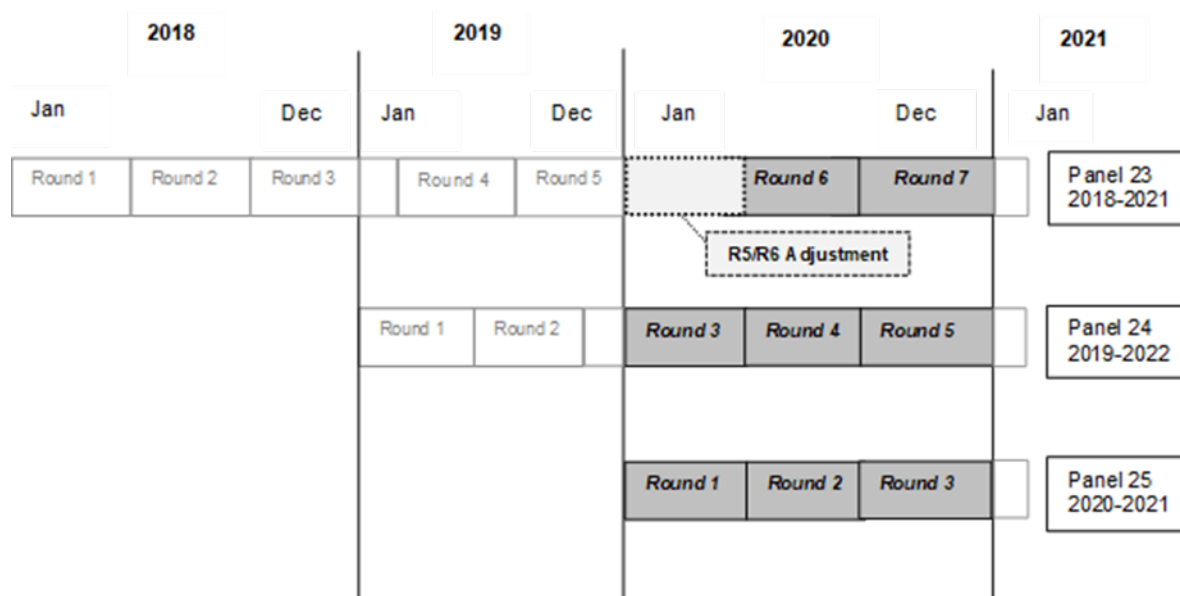 2018 2019 2020 2021
Jan Dec Jan Dec Jan Dec Jan
Round 1 Round 2 Round 3 Round 4 Round 5 Round 6 Round 7 Panel 23
2018-2021
R5/R6 Adjustment
Round 1 Round 2 Round 3 Round 4 Round 5 Panel 24
2019-2022
Round 1 Round 2 Round 3 Panel 25
2020-2021